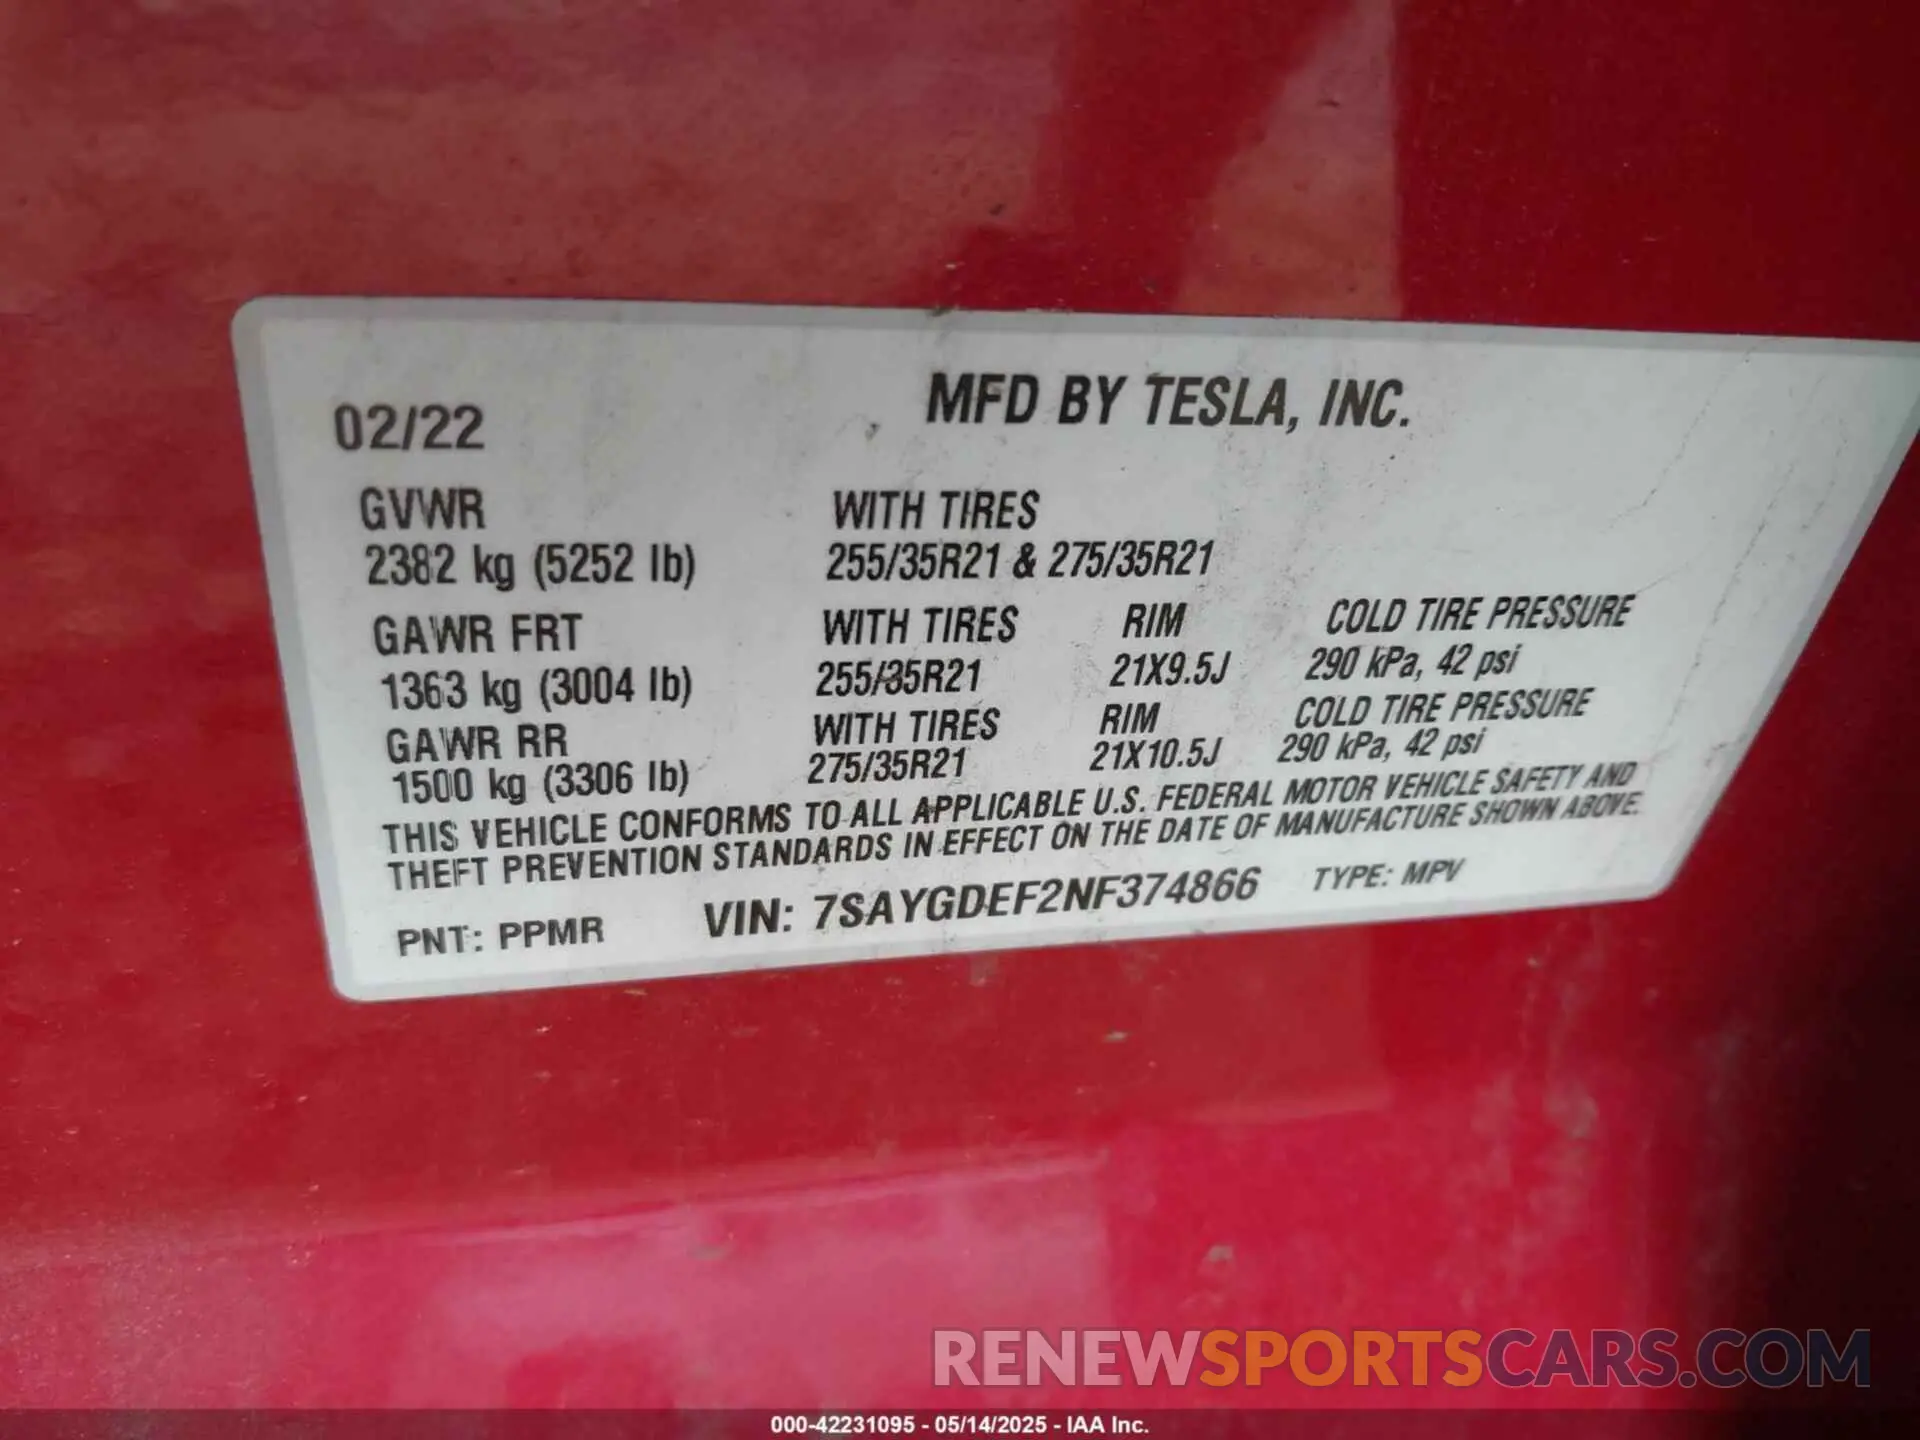 02/22 MFD BY TESLA, INC.
GVWR WITH TIRES
2382 kg (5252 lb) 255/35R21 & 275/35R21
GAWR FRT WITH TIRES RIM COLD TIRE PRESSURE
1363 kg (3004 lb) 255/35R21 21X9.5J 290 kPa, 42 psi
GAWR RR WITH TIRES RIM COLD TIRE PRESSURE
1500 kg (3306 lb) 275/35R21 21X10.5J 290 kPa, 42 psi
THIS VEHICLE CONFORMS TO ALL APPLICABLE U.S. FEDERAL MOTOR VEHICLE SAFETY AND
THEFT PREVENTION STANDARDS IN EFFECT ON THE DATE OF MANUFACTURE SHOWN ABOVE.
PNT: PPMR VIN: 7SAYGDEF2NF374866 TYPE: MPV
RENEWSPORTSCARS.COM
000-42231095 - 05/14/2025 - IAA Inc.